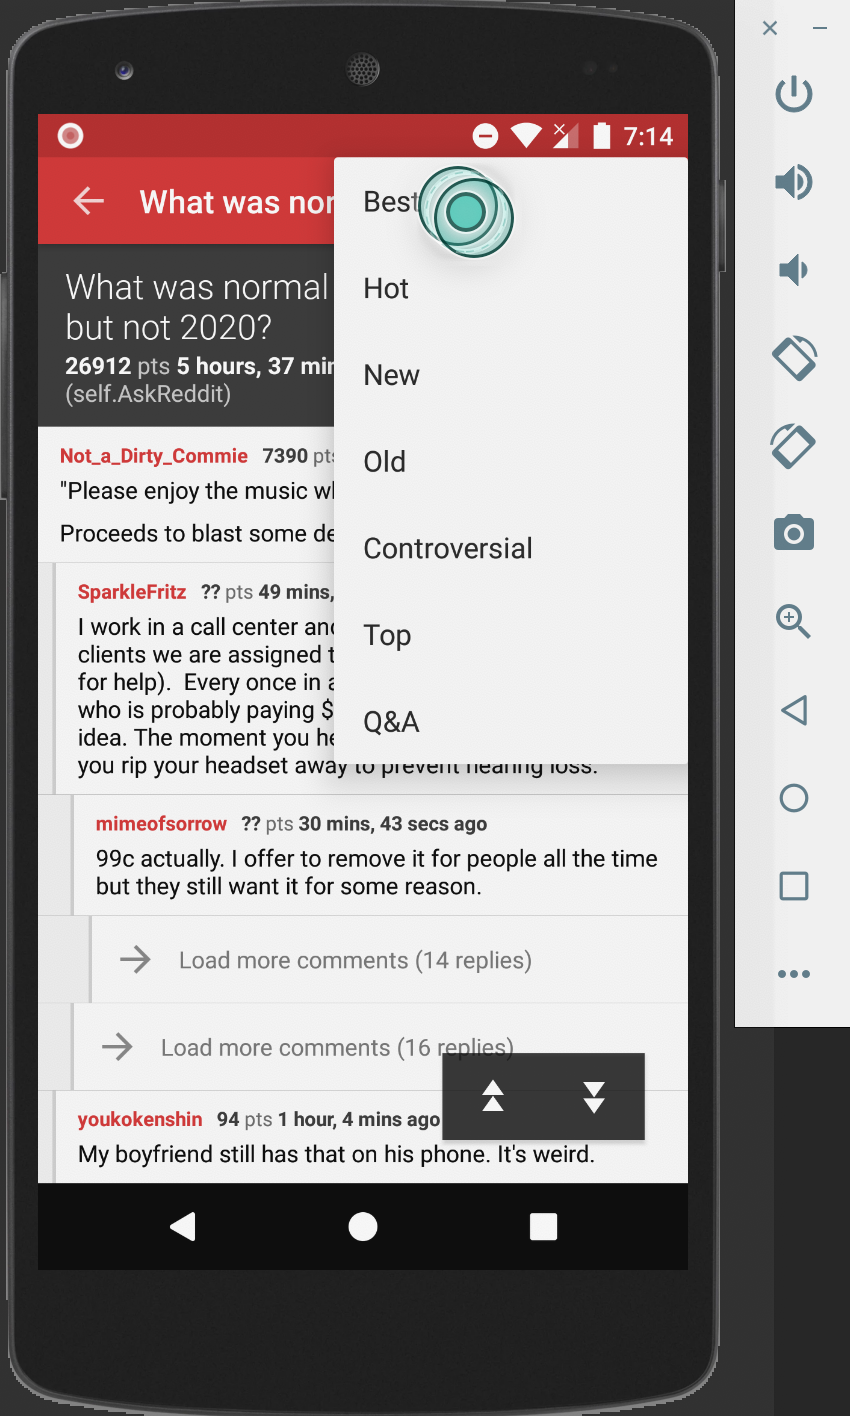 7:14
What was nor
Best
Hot
New
Old
Controversial
Top
Q&A
What was normal
but not 2020?
26912 pts 5 hours, 37 min
(self.AskReddit)
Not_a_Dirty_Commie 7390 pts
"Please enjoy the music wh
Proceeds to blast some de
SparkleFritz ?? pts 49 mins,
I work in a call center and
clients we are assigned t
for help). Every once in a
who is probably paying $
idea. The moment you he
you rip your headset away to prevent hearing loss.
mimeofsorrow ?? pts 30 mins, 43 secs ago
99c actually. I offer to remove it for people all the time
but they still want it for some reason.
Load more comments (14 replies)
Load more comments (16 replies)
youkokenshin 94 pts 1 hour, 4 mins ago
My boyfriend still has that on his phone. It's weird.